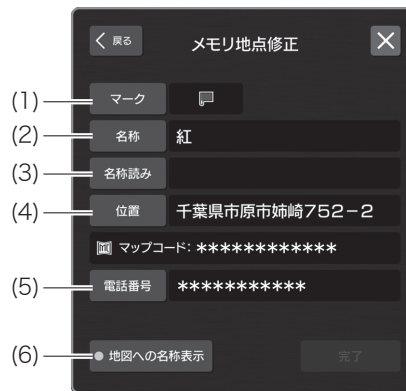 戻る メモリ地点修正
(1) マーク
(2) 名称 紅
(3) 名称読み
(4) 位置 千葉県市原市姉崎752-2
マップコード: ************
(5) 電話番号 ***********
(6) 地図への名称表示 完了